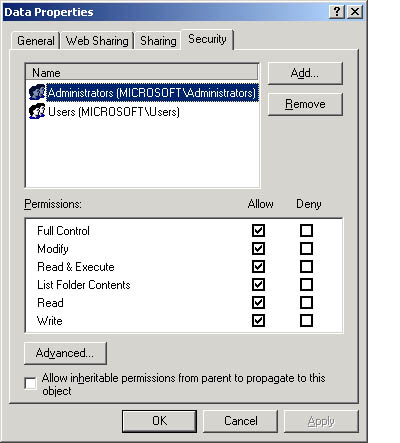 Data Properties
General Web Sharing Sharing Security
Name
Administrators (MICROSOFT\Administrators)
Users (MICROSOFT\Users)
Add...
Remove
Permissions: Allow Deny
Full Control
Modify
Read & Execute
List Folder Contents
Read
Write
Advanced...
Allow inheritable permissions from parent to propagate to this
object
OK Cancel Apply